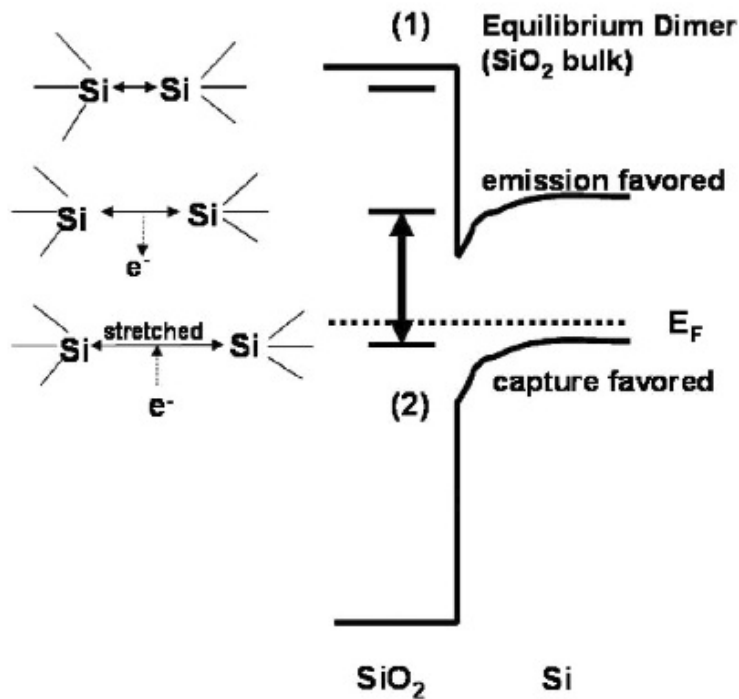 (1)
Equilibrium Dimer
(SiO₂ bulk)
Si Si
emission favored
Si Si
e⁻
stretched
Si Si
e⁻
E_F
capture favored
(2)
SiO₂ Si